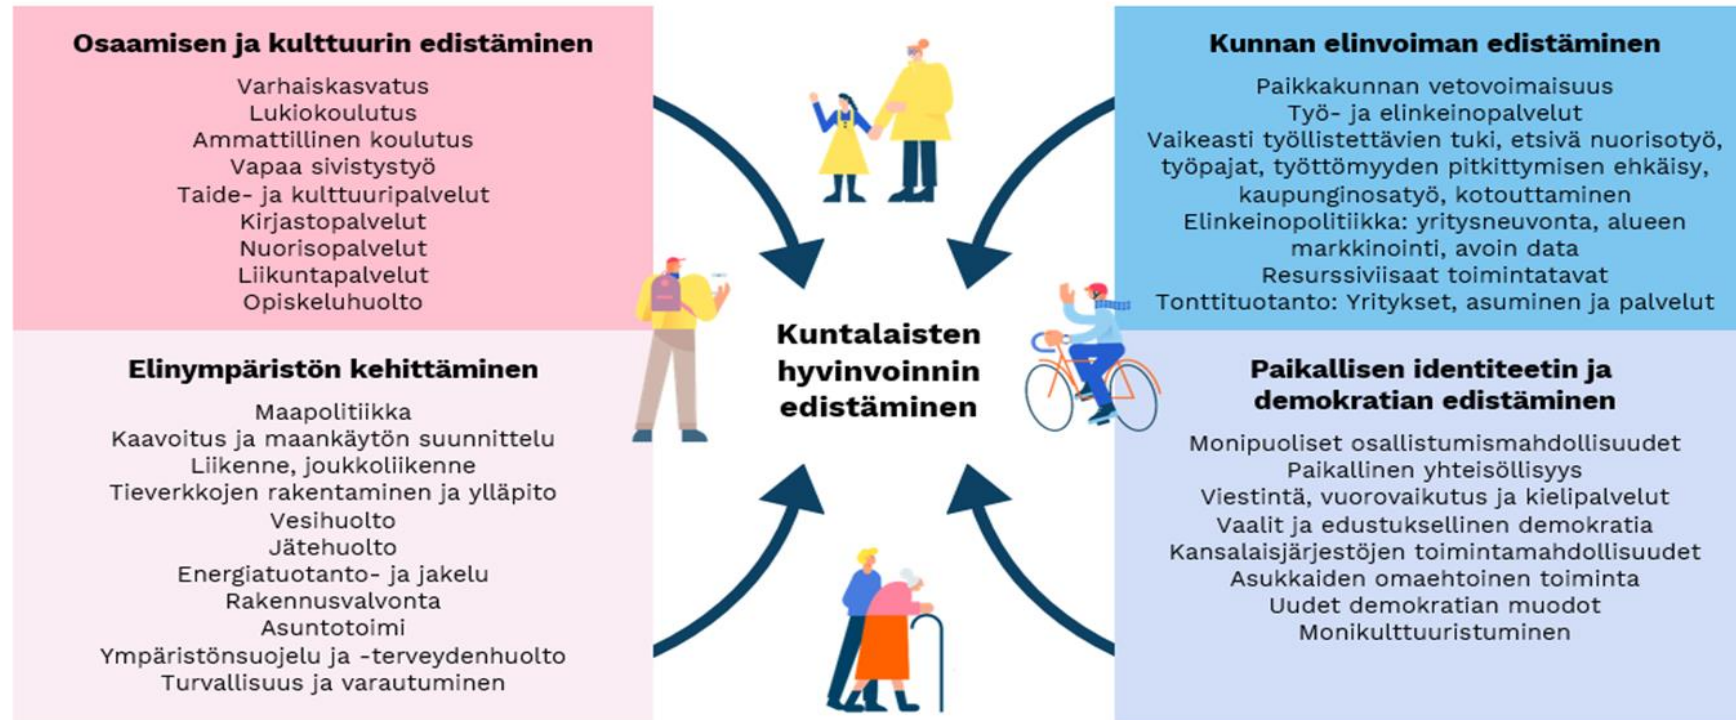 Osaamisen ja kulttuurin edistäminen
Varhaiskasvatus
Lukiokoulutus
Ammattillinen koulutus
Vapaa sivistystyö
Taide- ja kulttuuripalvelut
Kirjastopalvelut
Nuorisopalvelut
Liikuntapalvelut
Opiskeluhuolto
Elinympäristön kehittäminen
Maapolitiikka
Kaavoitus ja maankäytön suunnittelu
Liikenne, joukkoliikenne
Tieverkkojen rakentaminen ja ylläpito
Vesihuolto
Jätehuolto
Energiatuotanto- ja jakelu
Rakennusvalvonta
Asuntotoimi
Ympäristönsuojelu ja -terveydenhuolto
Turvallisuus ja varautuminen
Kuntalaisten
hyvinvoinnin
edistäminen
Kunnan elinvoiman edistäminen
Paikkakunnan vetovoimaisuus
Työ- ja elinkeinopalvelut
Vaikeasti työllistettävien tuki, etsivä nuorisotyö,
työpajat, työttömyyden pitkittymisen ehkäisy,
kaupunginosatyö, kotouttaminen
Elinkeinopolitiikka: yritysneuvonta, alueen
markkinointi, avoin data
Resurssiviisaat toimintatavat
Tonttituotanto: Yritykset, asuminen ja palvelut
Paikallisen identiteetin ja
demokratian edistäminen
Monipuoliset osallistumismahdollisuudet
Paikallinen yhteisöllisyys
Viestintä, vuorovaikutus ja kielipalvelut
Vaalit ja edustuksellinen demokratia
Kansalaisjärjestöjen toimintamahdollisuudet
Asukkaiden omaehtoinen toiminta
Uudet demokratian muodot
Monikulttuuristuminen